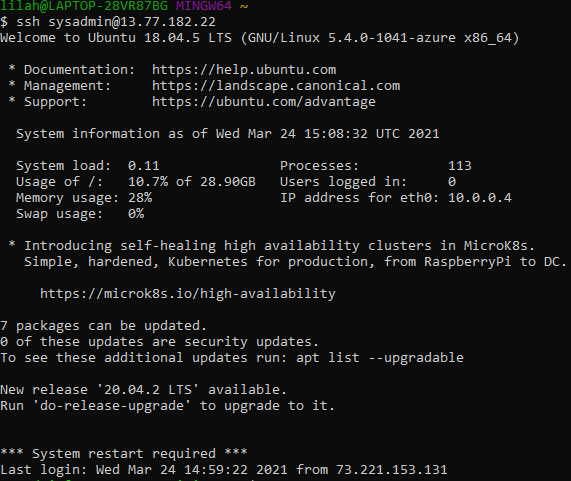 lilah@LAPTOP-28VR87BG MINGW64 ~
$ ssh sysadmin@13.77.182.22
Welcome to Ubuntu 18.04.5 LTS (GNU/Linux 5.4.0-1041-azure x86_64)
* Documentation: https://help.ubuntu.com
* Management: https://landscape.canonical.com
* Support: https://ubuntu.com/advantage
System information as of Wed Mar 24 15:08:32 UTC 2021
System load: 0.11 Processes: 113
Usage of /: 10.7% of 28.90GB Users logged in: 0
Memory usage: 28% IP address for eth0: 10.0.0.4
Swap usage: 0%
* Introducing self-healing high availability clusters in MicroK8s.
Simple, hardened, Kubernetes for production, from RaspberryPi to DC.
https://microk8s.io/high-availability
7 packages can be updated.
0 of these updates are security updates.
To see these additional updates run: apt list --upgradable
New release '20.04.2 LTS' available.
Run 'do-release-upgrade' to upgrade to it.
*** System restart required ***
Last login: Wed Mar 24 14:59:22 2021 from 73.221.153.131